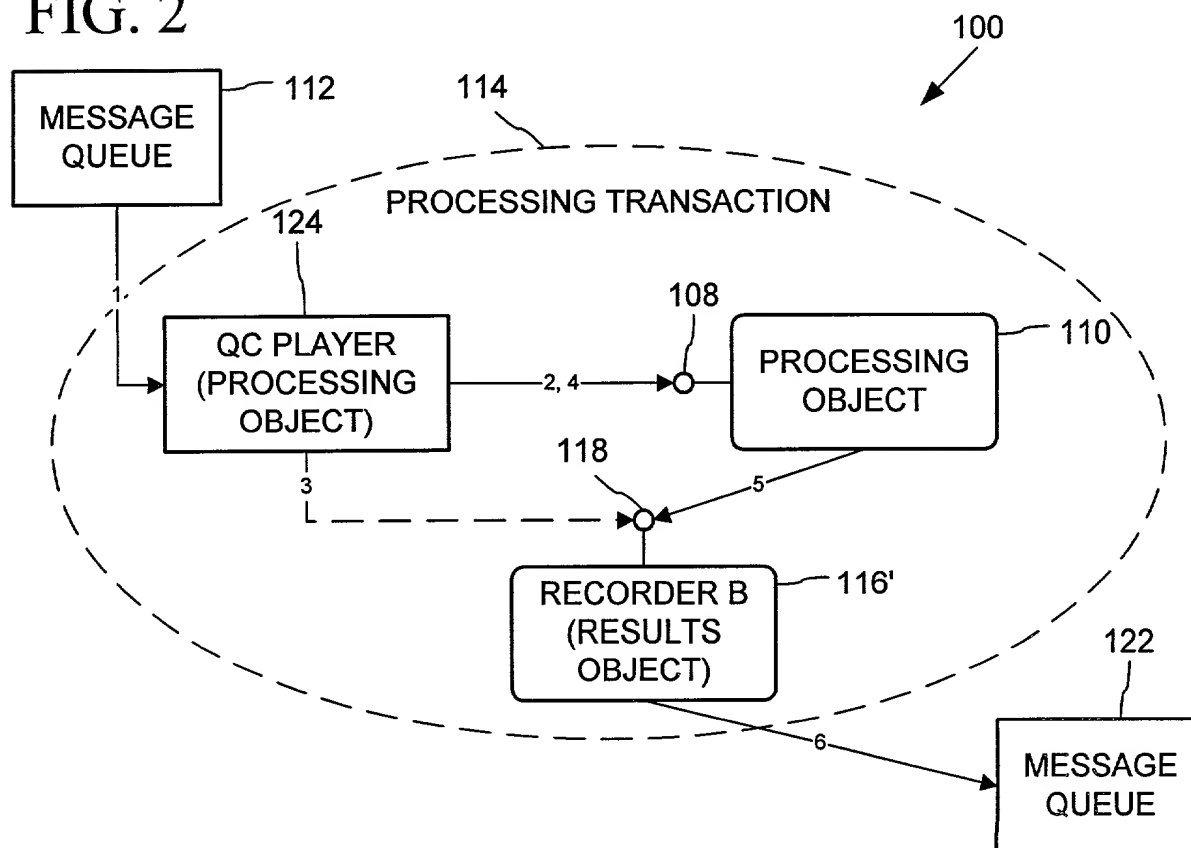 FIG. 2
100
MESSAGE
QUEUE
112
114
PROCESSING TRANSACTION
124
1
QC PLAYER
(PROCESSING
OBJECT)
2, 4
108
PROCESSING
OBJECT
110
3
118
5
RECORDER B
(RESULTS
OBJECT)
116'
6
122
MESSAGE
QUEUE